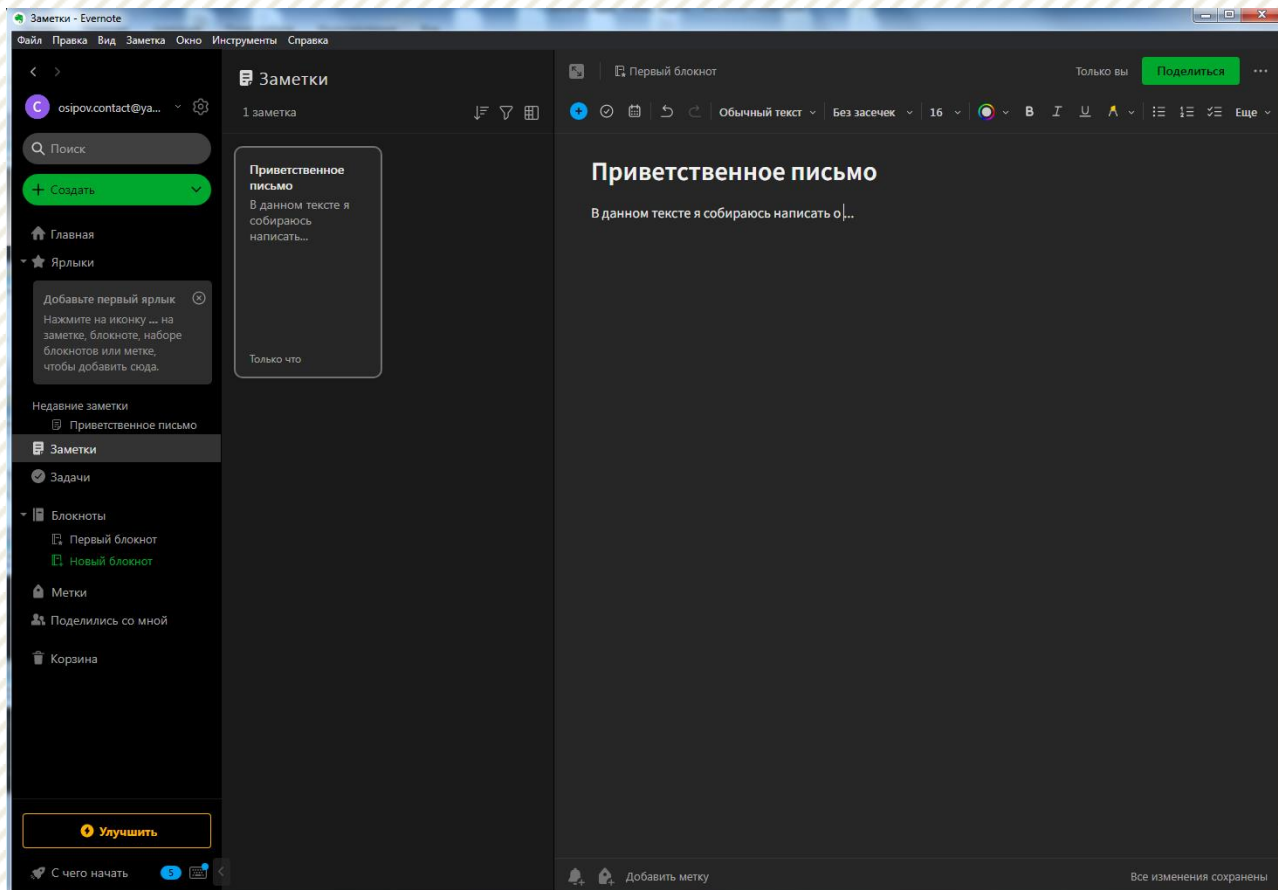 Заметки - Evernote
Файл Правка Вид Заметка Окно Инструменты Справка
osipov.contact@ya...
C
Поиск
Создать
Главная
Ярлыки
Добавьте первый ярлык
Нажмите на иконку ... на
заметке, блокноте, наборе
блокнотов или метке,
чтобы добавить сюда.
Недавние заметки
Приветственное письмо
Заметки
Задачи
Блокноты
Первый блокнот
Новый блокнот
Метки
Поделились со мной
Корзина
Улучшить
С чего начать 5
Заметки
1 заметка
Приветственное
письмо
В данном тексте я
собираюсь
написать...
Только что
Первый блокнот Только вы Поделиться ...
Обычный текст Без засечек 16 B I U A Еще
Приветственное письмо
В данном тексте я собираюсь написать о ...
Добавить метку Все изменения сохранены